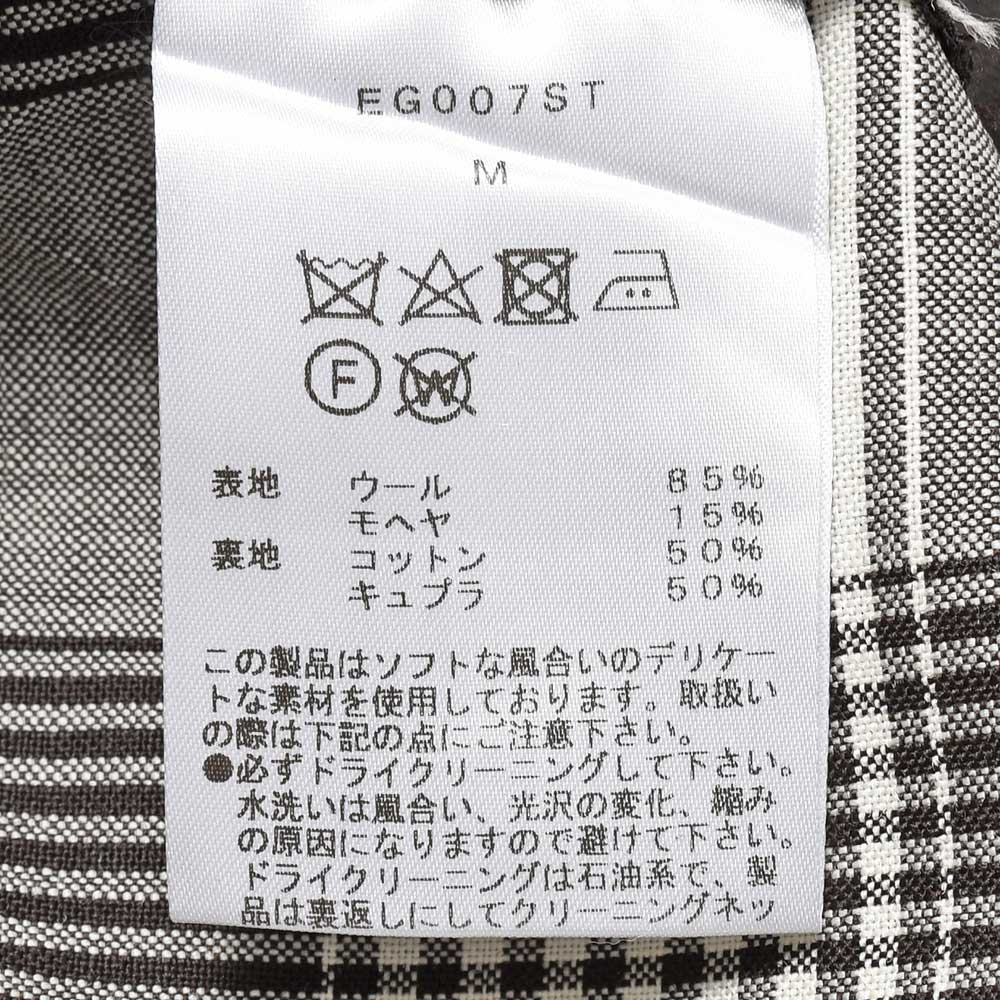 EG007ST
M
F
W
表地 ウール 85%
モヘヤ 15%
裏地 コットン 50%
キュプラ 50%
この製品はソフトな風合いのデリケー
トな素材を使用しております。取扱い
の際は下記の点にご注意下さい。
●必ずドライクリーニングして下さい。
水洗いは風合い、光沢の変化、縮み
の原因になりますので避けて下さい。
ドライクリーニングは石油系で、製
品は裏返しにしてクリーニングネッ